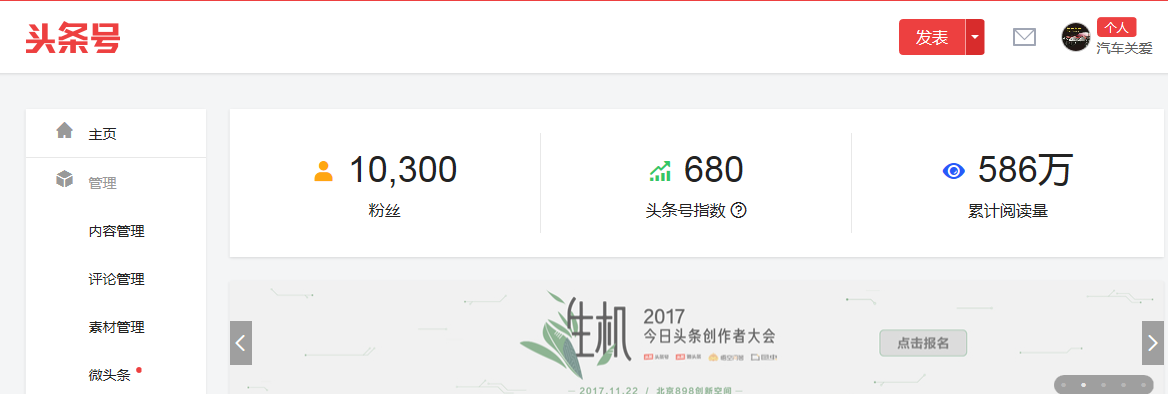 头条号
发表
个人
汽车关爱
主页
管理
内容管理
评论管理
素材管理
微头条
10,300
粉丝
680
头条号指数
586万
累计阅读量
生机
2017
今日头条创作者大会
点击报名
2017.11.22 / 北京898创新空间